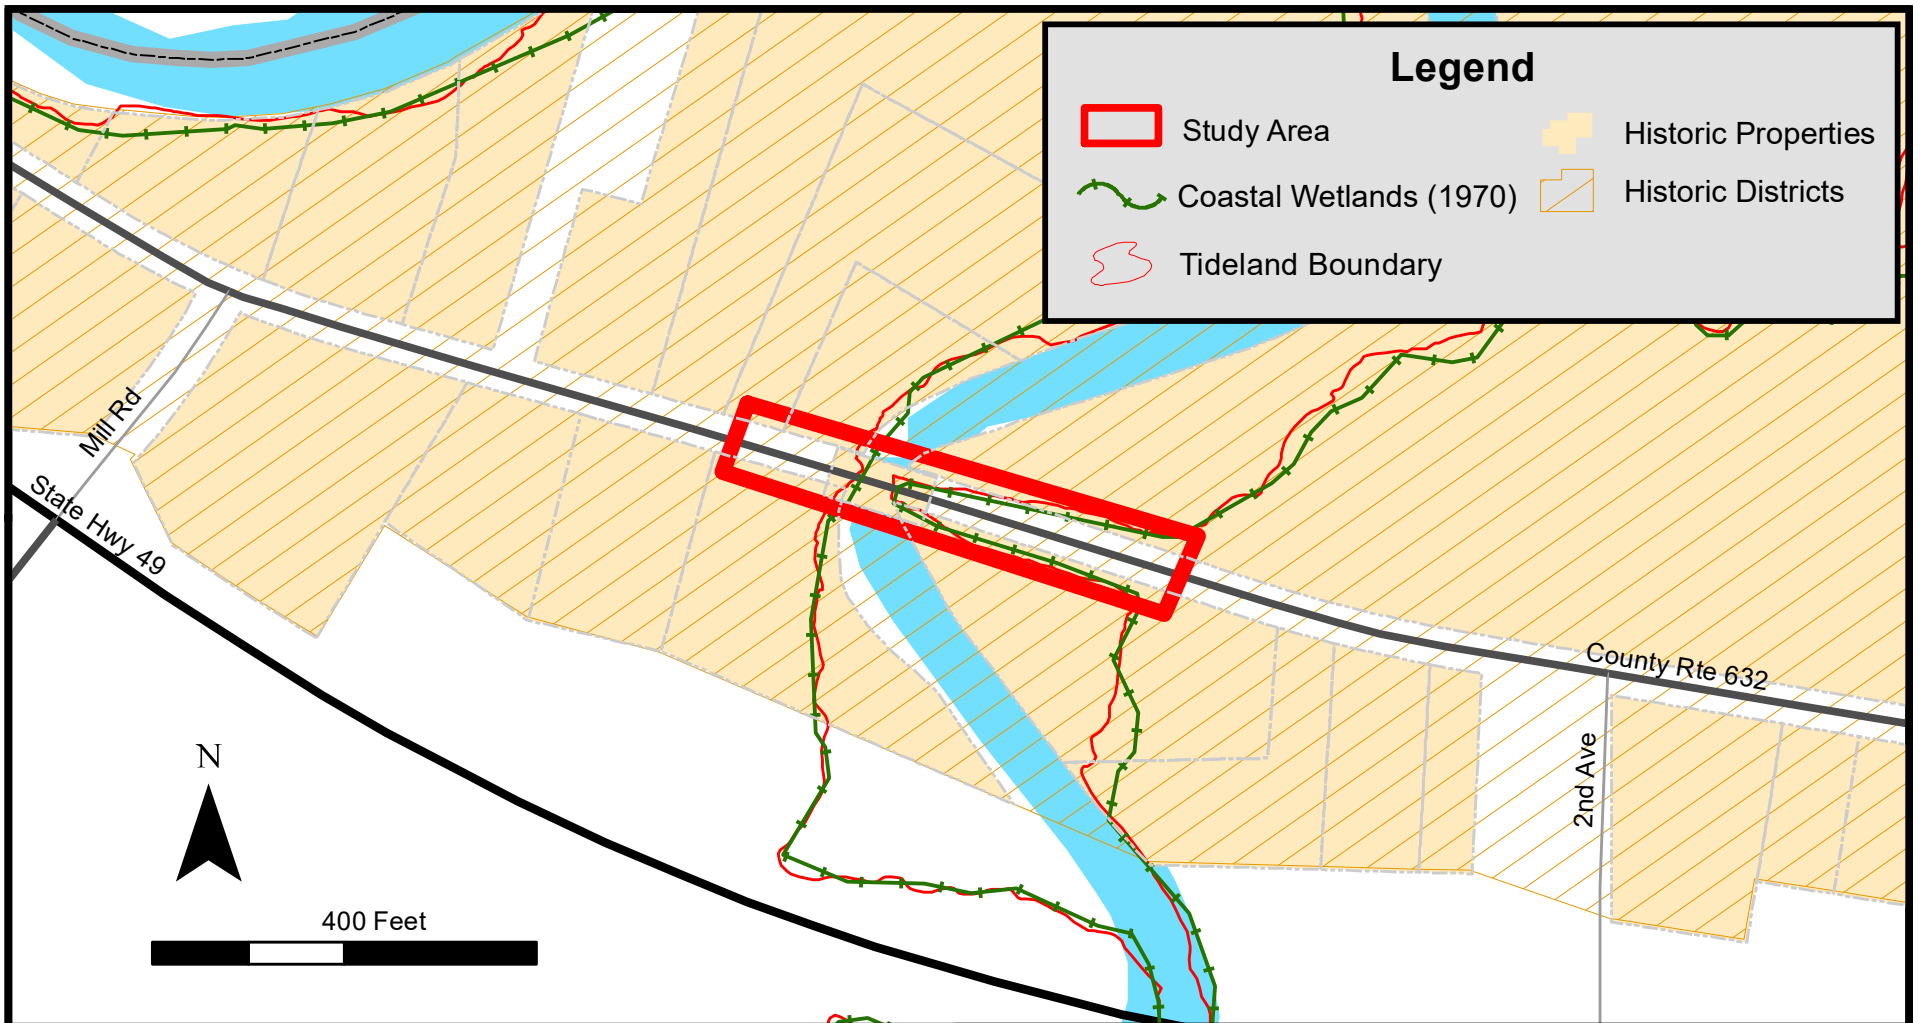 Legend
Study Area
Historic Properties
Coastal Wetlands (1970)
Historic Districts
Tideland Boundary
Mill Rd
State Hwy 49
County Rte 632
2nd Ave
N
400 Feet